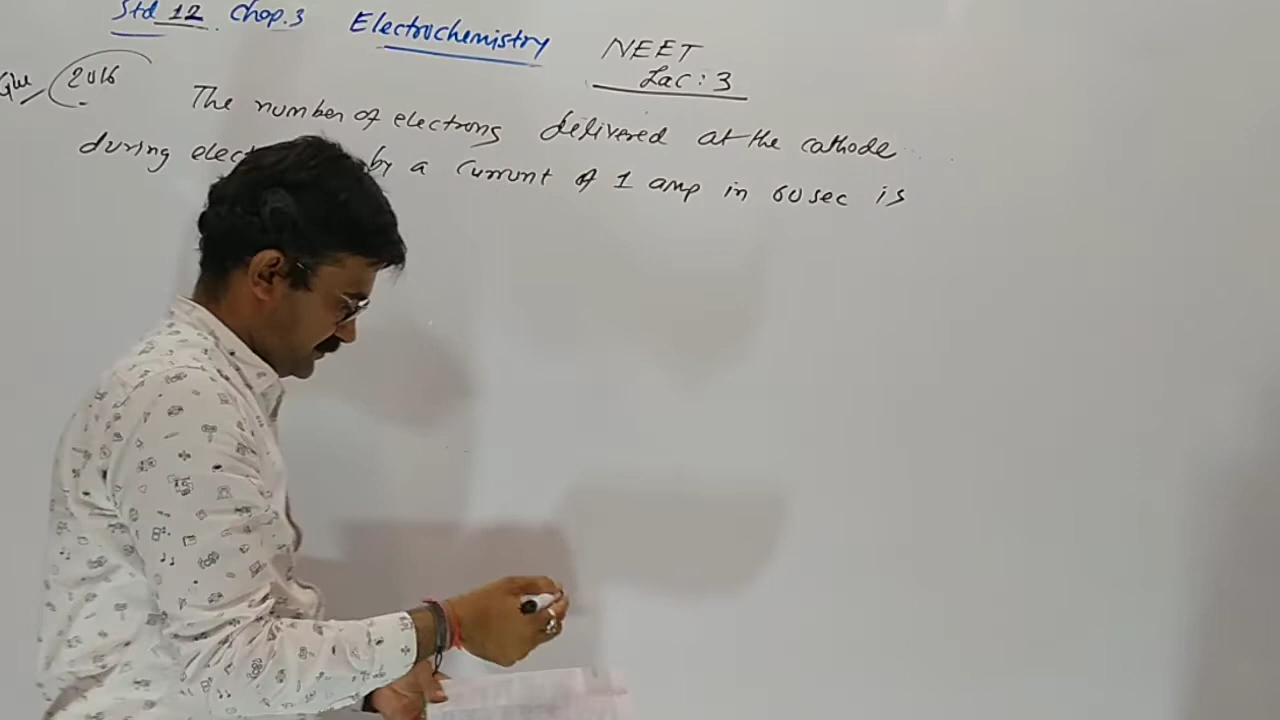 Std 12 Chap.3 Electrochemistry NEET
Lac : 3
Que 2016 The number of electrons delivered at the cathode
during by a current of 1 amp in 60 sec is